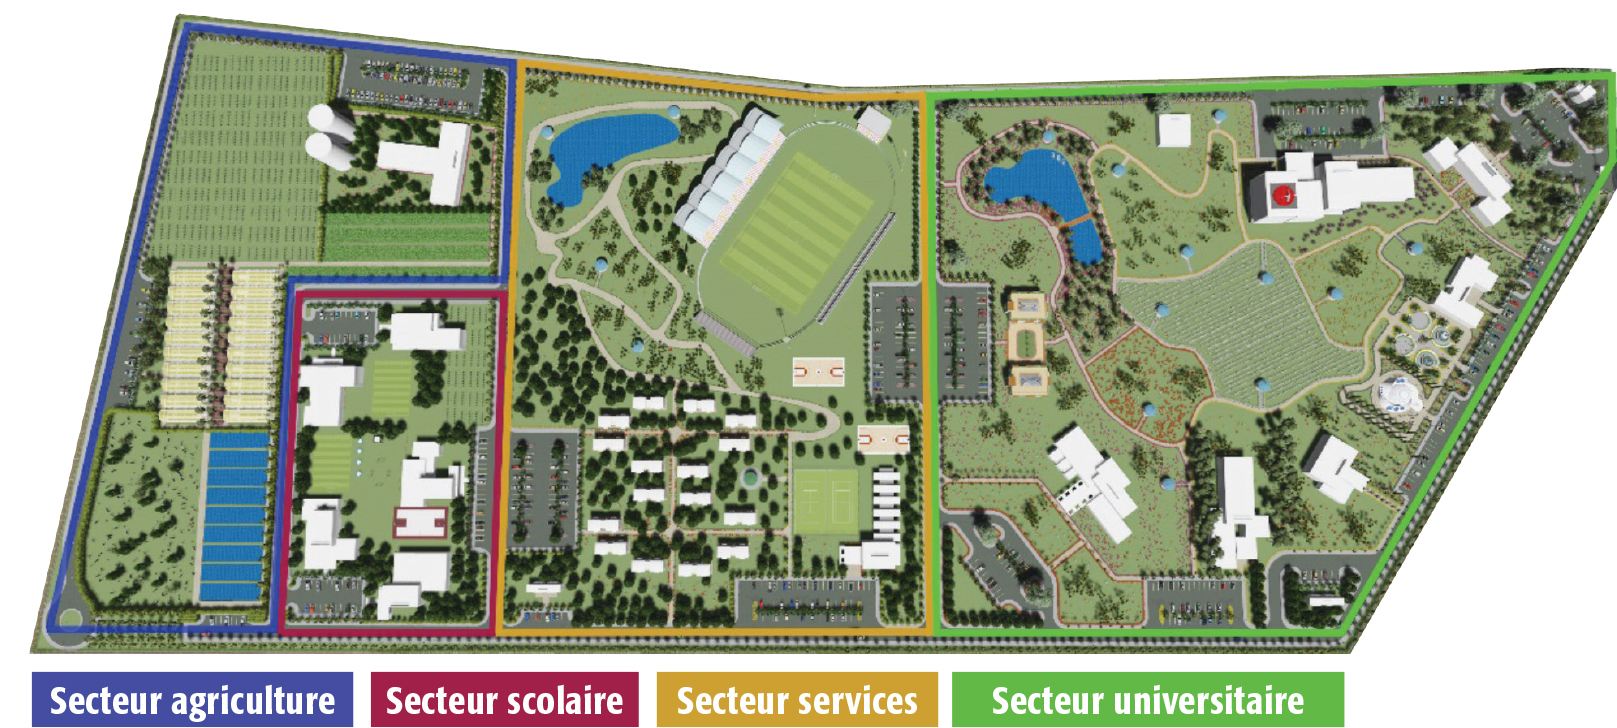 Secteur agriculture
Secteur scolaire
Secteur services
Secteur universitaire